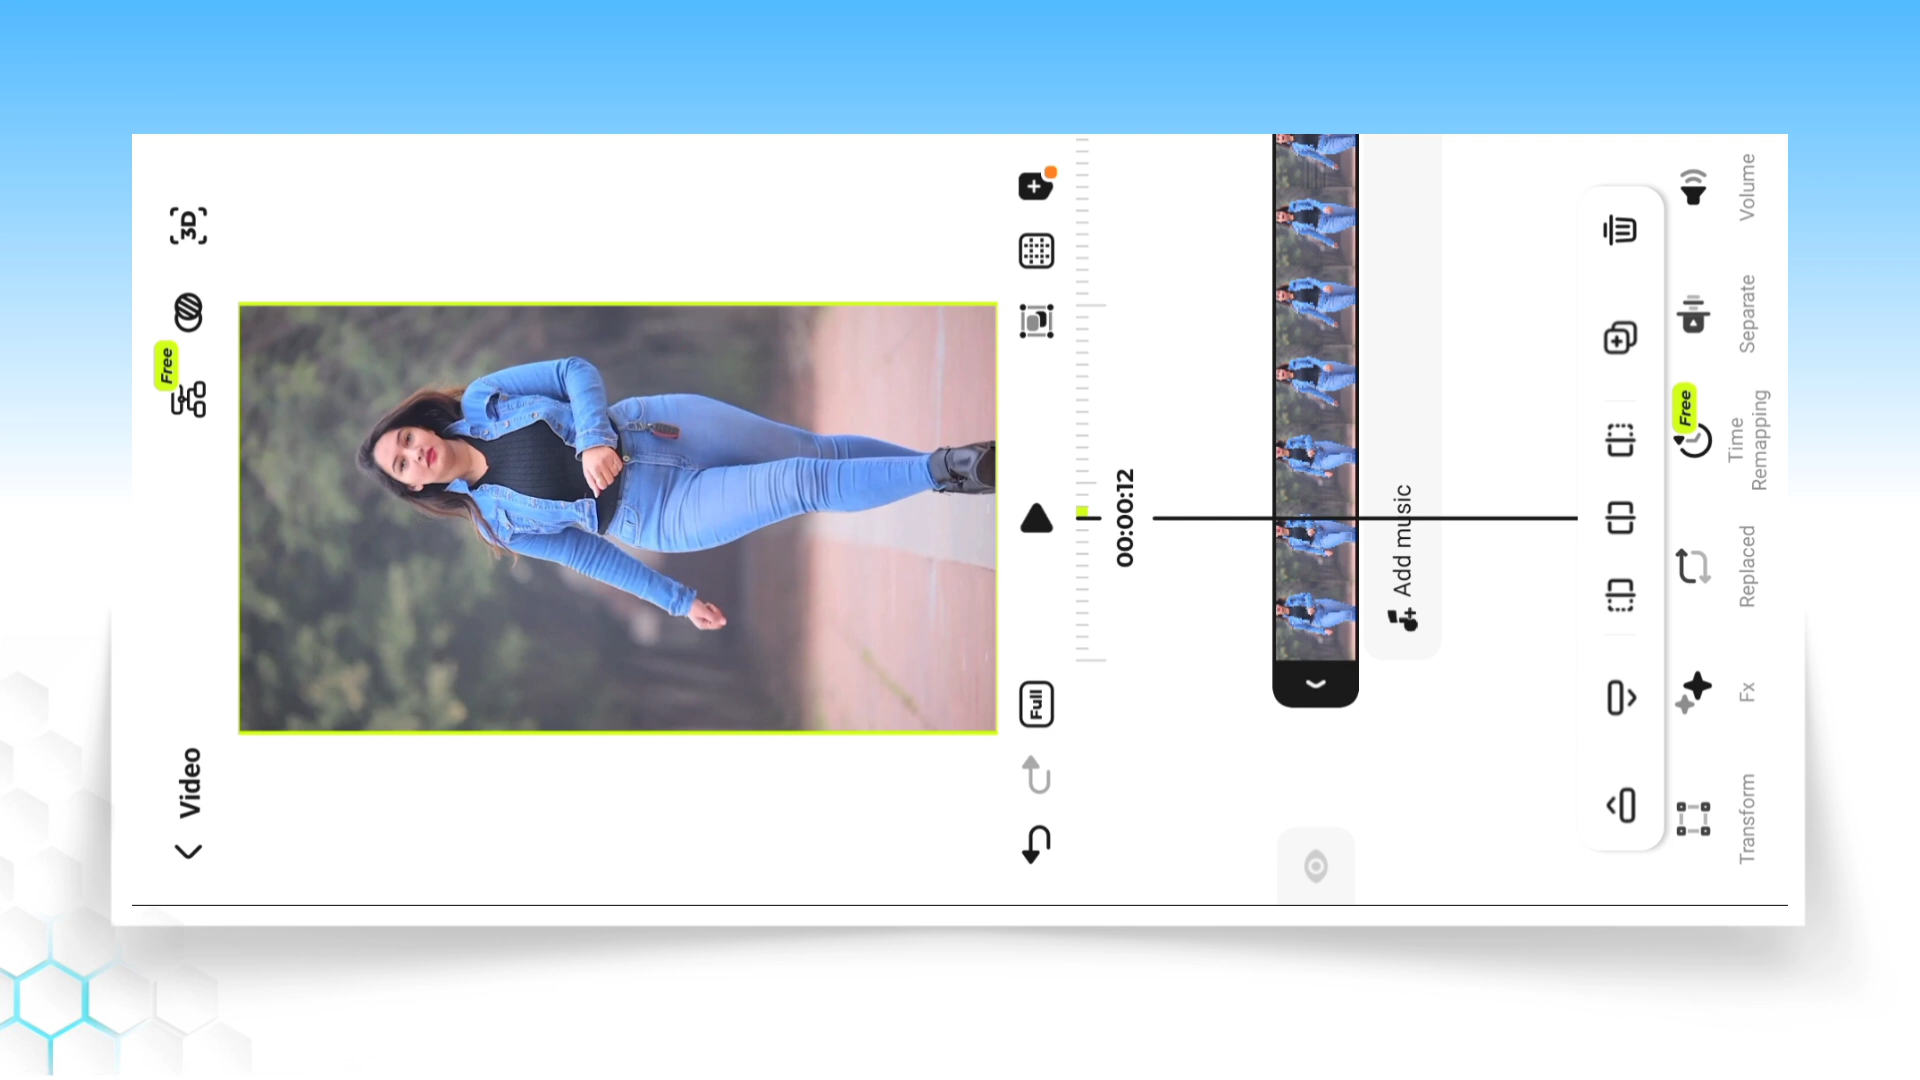 Video
Free
3D
Full
00:00:12
Add music
Transform
Fx
Replaced
Free
Time
Remapping
Separate
Volume